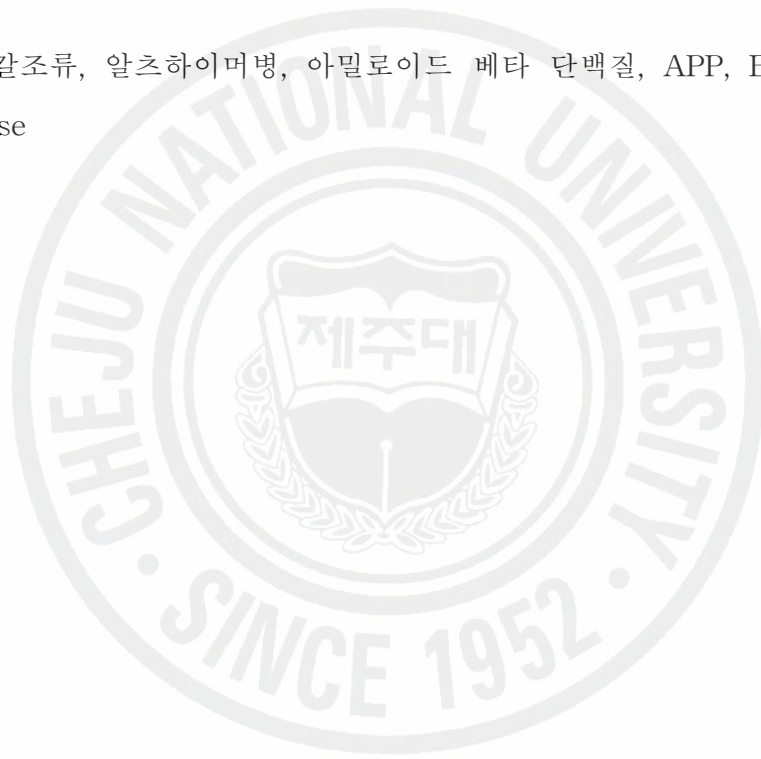 갈조류, 알츠하이머병, 아밀로이드 베타 단백질, APP,
se
CHEJU NATIONAL UNIVERSITY
제주대
SINCE 1952